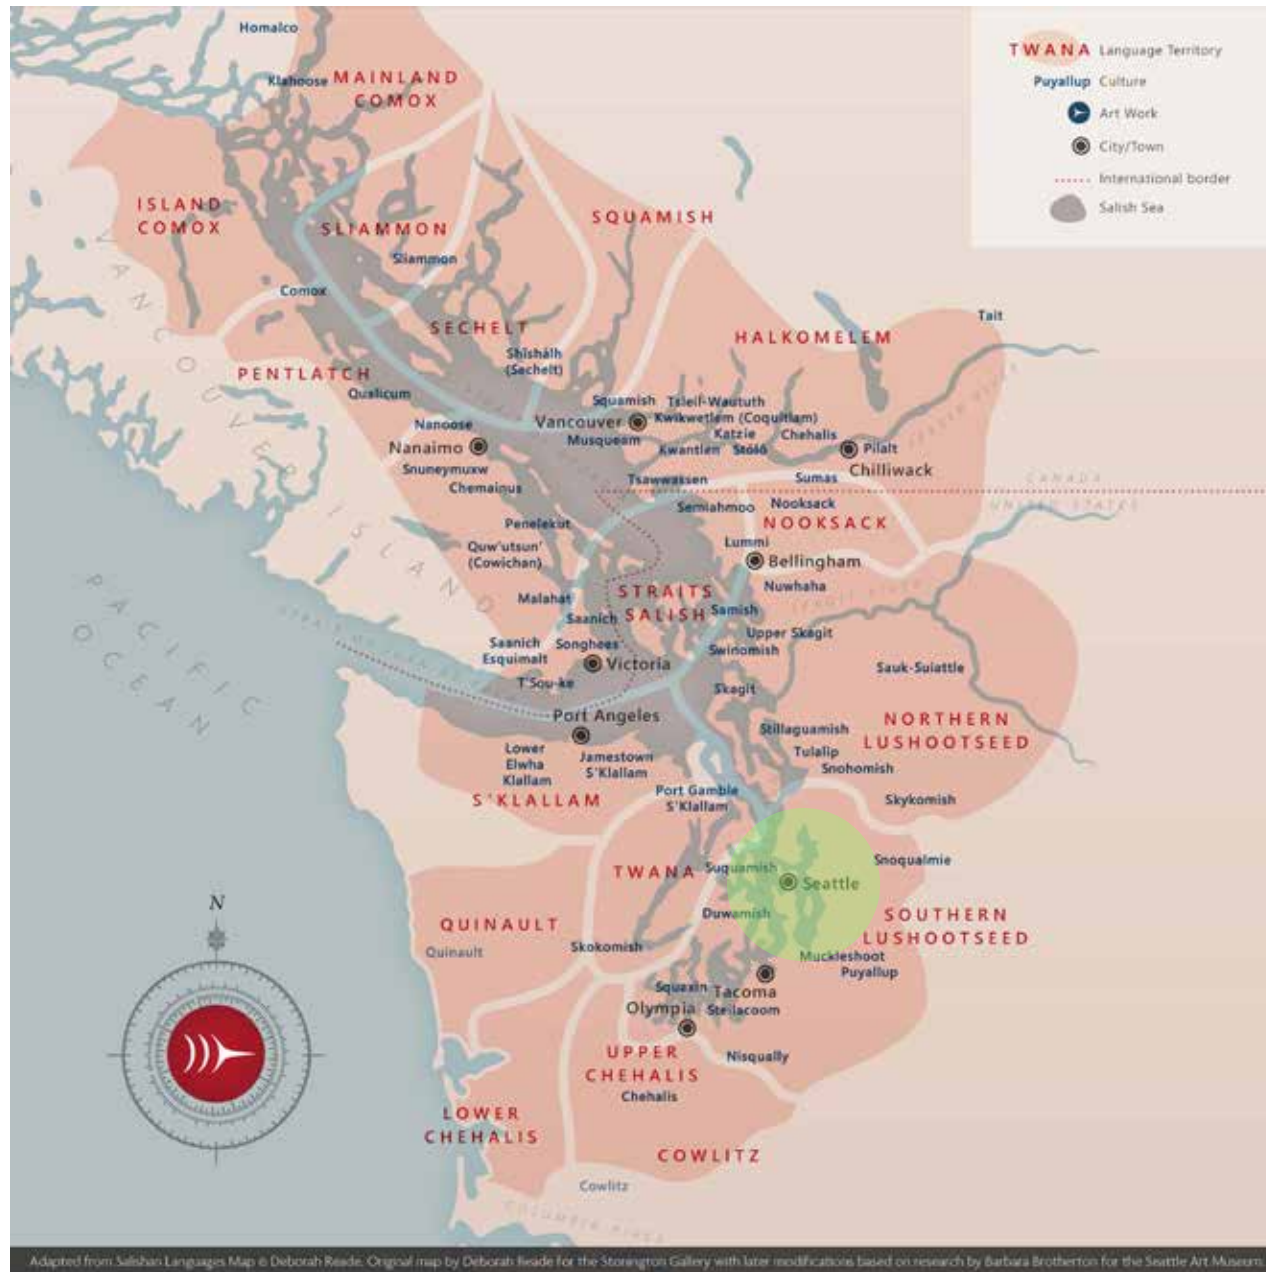 Homalco
Klahoose
MAINLAND
COMOX
TWANA Language Territory
Puyallup Culture
Art Work
City/Town
International border
Salish Sea
ISLAND
COMOX
SLIAMMON
Sliammon
SQUAMISH
Comox
SECHELT
Shishalh
(Sechelt)
HALKOMELEM
Tait
PENTLATCH
Qualicum
VANCOUVER ISLAND
Nanoose
Nanaimo
Snuneymuxw
Chemainus
Squamish
Tsleil-Waututh
Vancouver
Kwikwetlem (Coquitlam)
Musqueam
Katzie
Chehalis
Kwantlen
Stóló
Pilalt
Chilliwack
FRASER RIVER
Tsawwassen
Sumas
CANADA
UNITED STATES
Semiahmoo
Nooksack
NOOKSACK
Penelekut
Quw'utsun'
(Cowichan)
Lummi
Bellingham
Nuwhaha
SKAGIT RIVER
Malahat
STRAITS
SALISH
Saanich
Samish
Upper Skagit
Saanich
Songhees
Esquimalt
Swinomish
Victoria
T'Sou-ke
Skagit
Sauk-Suiattle
PACIFIC
OCEAN
Port Angeles
Stillaguamish
NORTHERN
LUSHOOTSEED
Lower
Elwha
Klallam
Jamestown
S'Klallam
Tulalip
Snohomish
S'KLALLAM
Port Gamble
S'Klallam
Skykomish
TWANA
Suquamish
Snoqualmie
Seattle
Duwamish
SOUTHERN
LUSHOOTSEED
QUINAULT
Quinault
Skokomish
Muckleshoot
Puyallup
Squaxin
Tacoma
Olympia
Steilacoom
N
UPPER
CHEHALIS
Chehalis
Nisqually
LOWER
CHEHALIS
COWLITZ
Cowlitz
COLUMBIA RIVER
Adapted from Salishan Languages Map © Deborah Reade. Original map by Deborah Reade for the Stonington Gallery with later modifications based on research by Barbara Brotherton for the Seattle Art Museum.